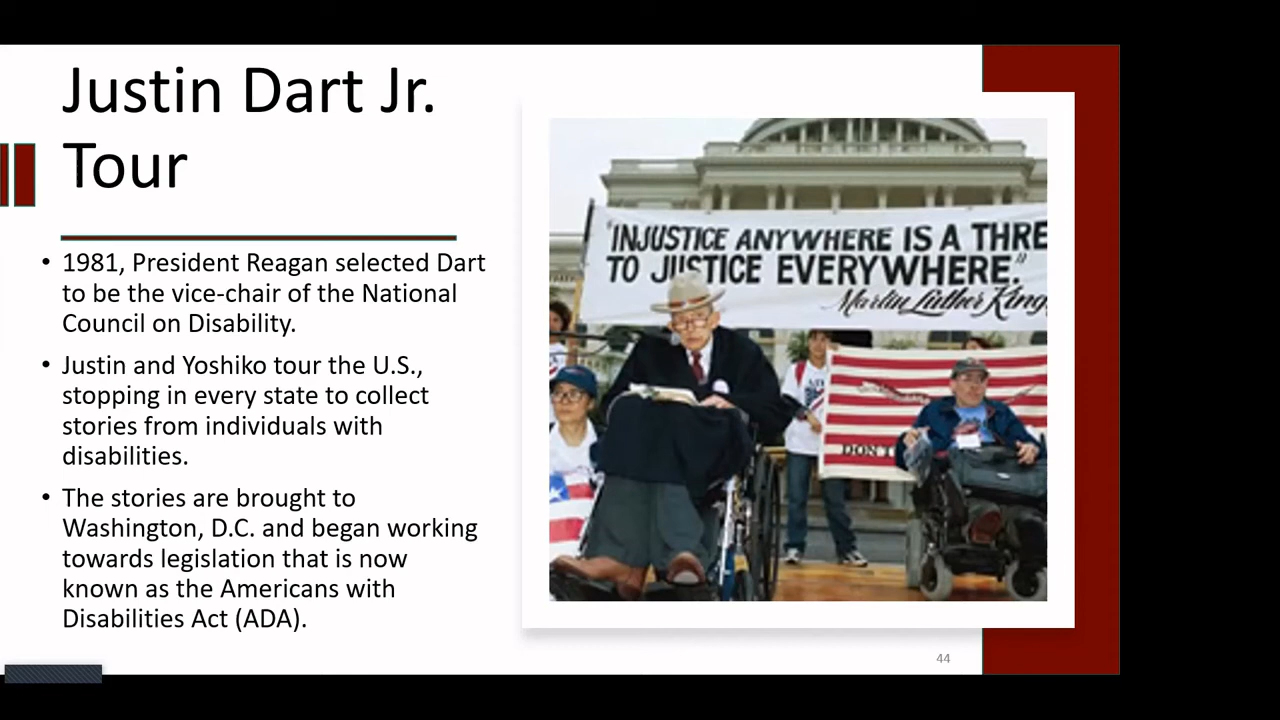 Justin Dart Jr.
Tour
• 1981, President Reagan selected Dart
to be the vice-chair of the National
Council on Disability.
• Justin and Yoshiko tour the U.S.,
stopping in every state to collect
stories from individuals with
disabilities.
• The stories are brought to
Washington, D.C. and began working
towards legislation that is now
known as the Americans with
Disabilities Act (ADA).
"INJUSTICE ANYWHERE IS A THRE
TO JUSTICE EVERYWHERE."
Martin Luther King
DON'T
44